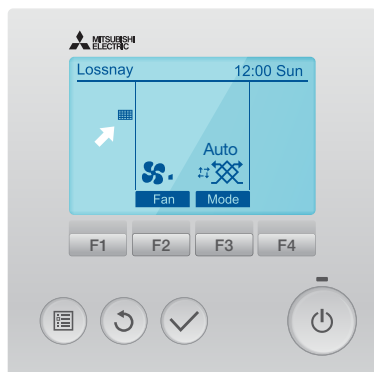 MITSUBISHI
ELECTRIC
Lossnay 12:00 Sun
Auto
Fan Mode
F1 F2 F3 F4